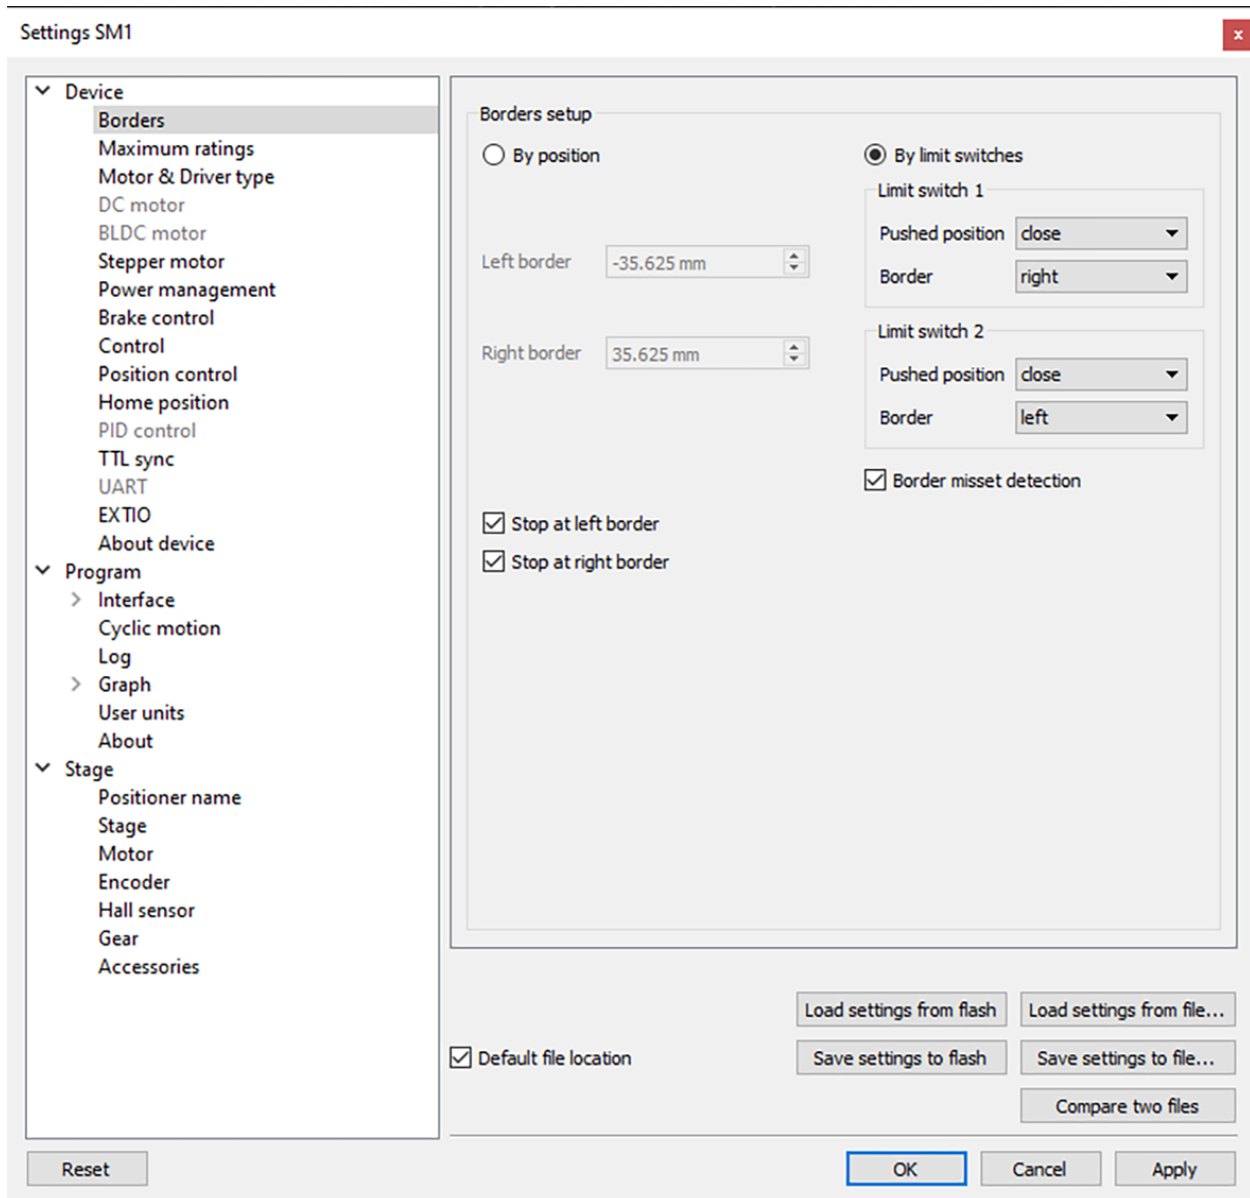 Settings SM1
x
Device
Borders
Maximum ratings
Motor & Driver type
DC motor
BLDC motor
Stepper motor
Power management
Brake control
Control
Position control
Home position
PID control
TTL sync
UART
EXTIO
About device
Program
Interface
Cyclic motion
Log
Graph
User units
About
Stage
Positioner name
Stage
Motor
Encoder
Hall sensor
Gear
Accessories
Borders setup
By position
Left border -35.625 mm
Right border 35.625 mm
By limit switches
Limit switch 1
Pushed position close
Border right
Limit switch 2
Pushed position close
Border left
Border misset detection
Stop at left border
Stop at right border
Load settings from flash Load settings from file...
Default file location Save settings to flash Save settings to file...
Compare two files
Reset OK Cancel Apply